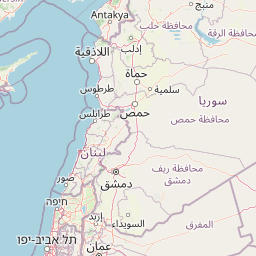 منبج
Antakya
محافظة حلب
إدلب
محافظة الرقة
اللاذقية
حماة
سلمية
طرطوس
سوريا
حمص
طرابلس
محافظة حمص
لبنان
محافظة ريف
دمشق
صور
دمشق
חיפה
إربد
السويداء
המفرق
תל אביב-יפו
عمان